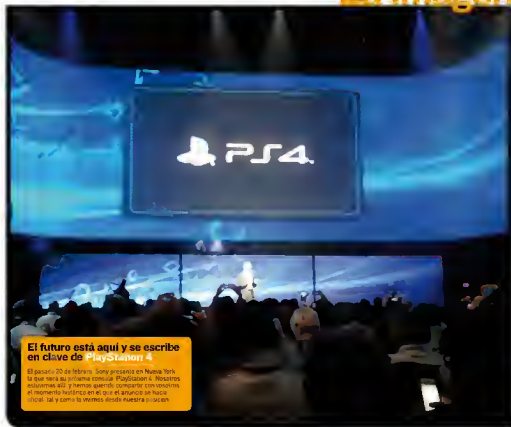 PS4
El futuro está aquí y se escribe
en clave de PlayStation 4
El pasado 20 de febrero, Sony presentó en Nueva York
la que será su próxima consola: PlayStation 4. Nosotros
estuvimos allí y hemos querido compartir con vosotros
el momento histórico en el que el anuncio se hacía
oficial, tal y como lo vivimos desde nuestra posición